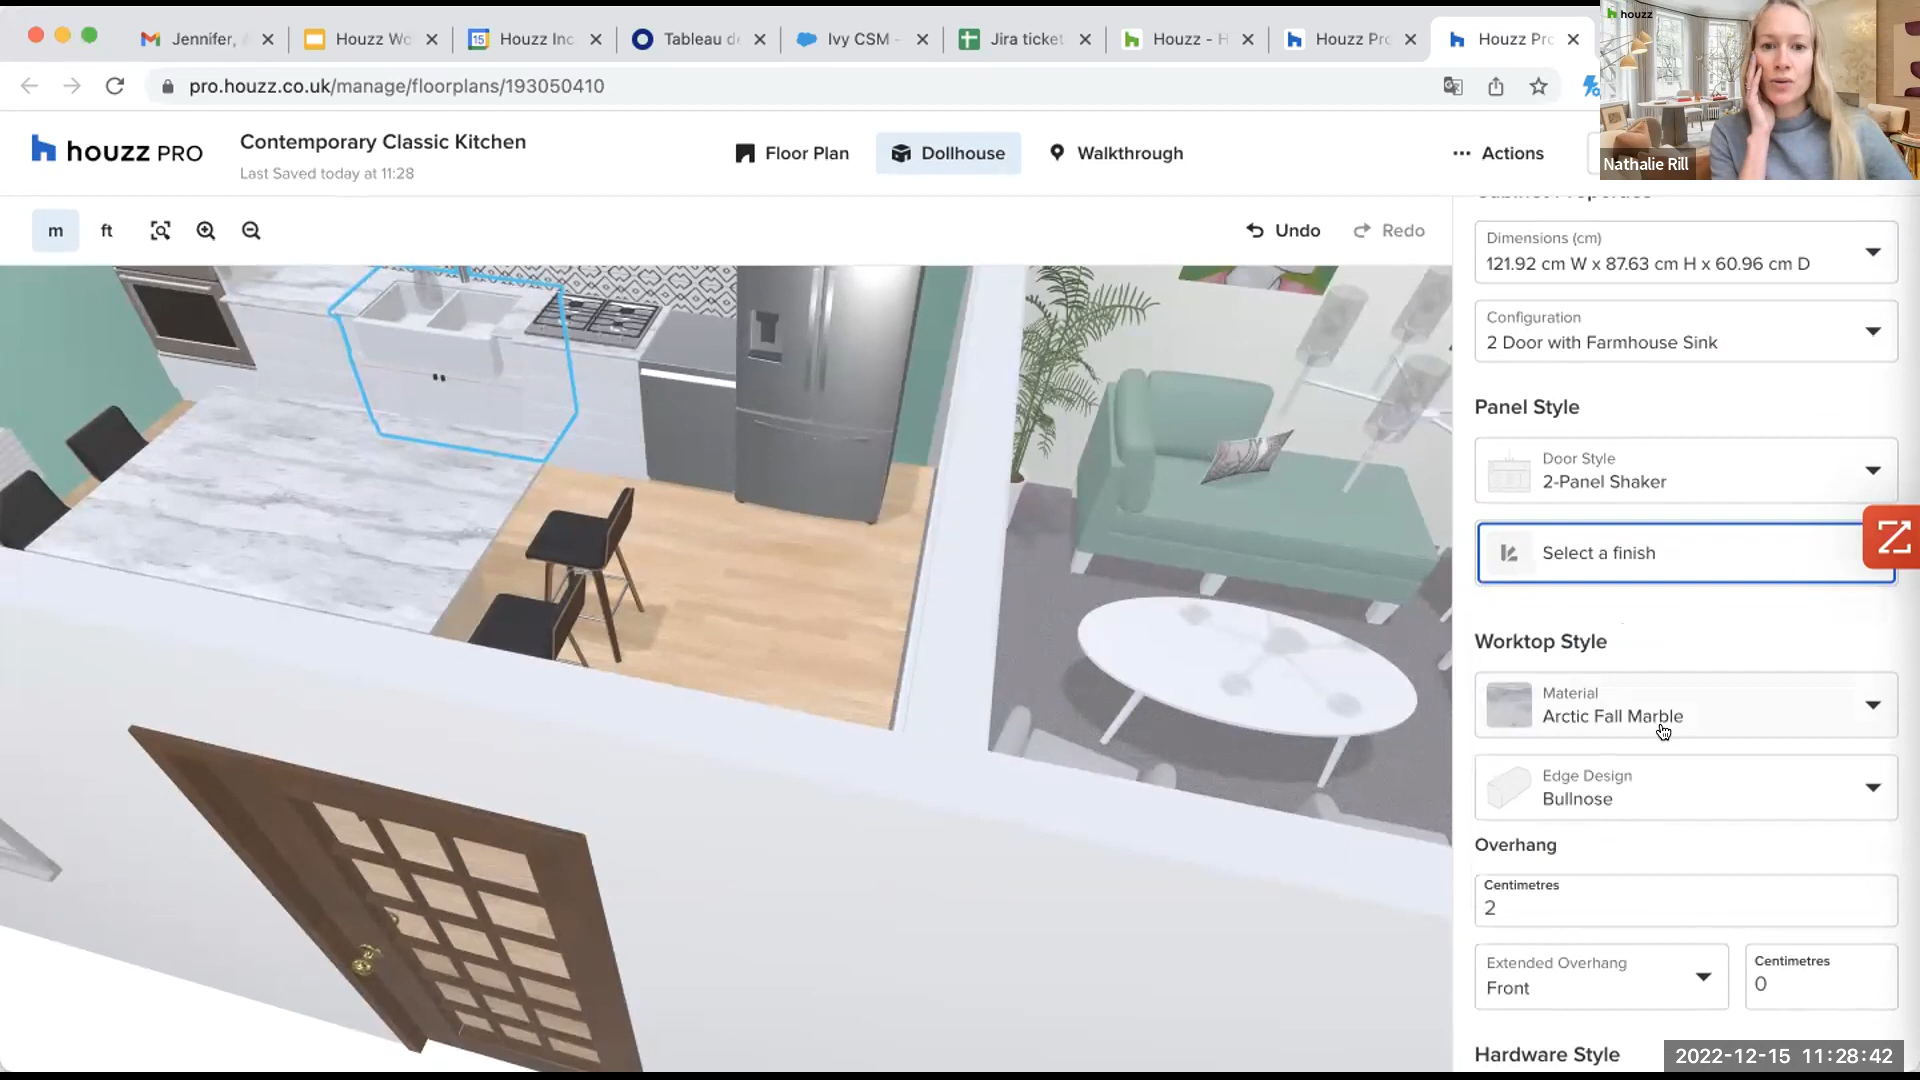 Jennifer,
Houzz Wo
15
Houzz Inc
Tableau d
Ivy CSM -
Jira ticket
Houzz - H
Houzz Pro
Houzz Pro
houzz
pro.houzz.co.uk/manage/floorplans/193050410
Nathalie Rill
houzz PRO
Contemporary Classic Kitchen
Last Saved today at 11:28
Floor Plan
Dollhouse
Walkthrough
Actions
m
ft
Undo
Redo
Cabinet Properties
Dimensions (cm)
121.92 cm W x 87.63 cm H x 60.96 cm D
Configuration
2 Door with Farmhouse Sink
Panel Style
Door Style
2-Panel Shaker
Select a finish
Worktop Style
Material
Arctic Fall Marble
Edge Design
Bullnose
Overhang
Centimetres
2
Extended Overhang
Front
Centimetres
0
Hardware Style
2022-12-15 11:28:42